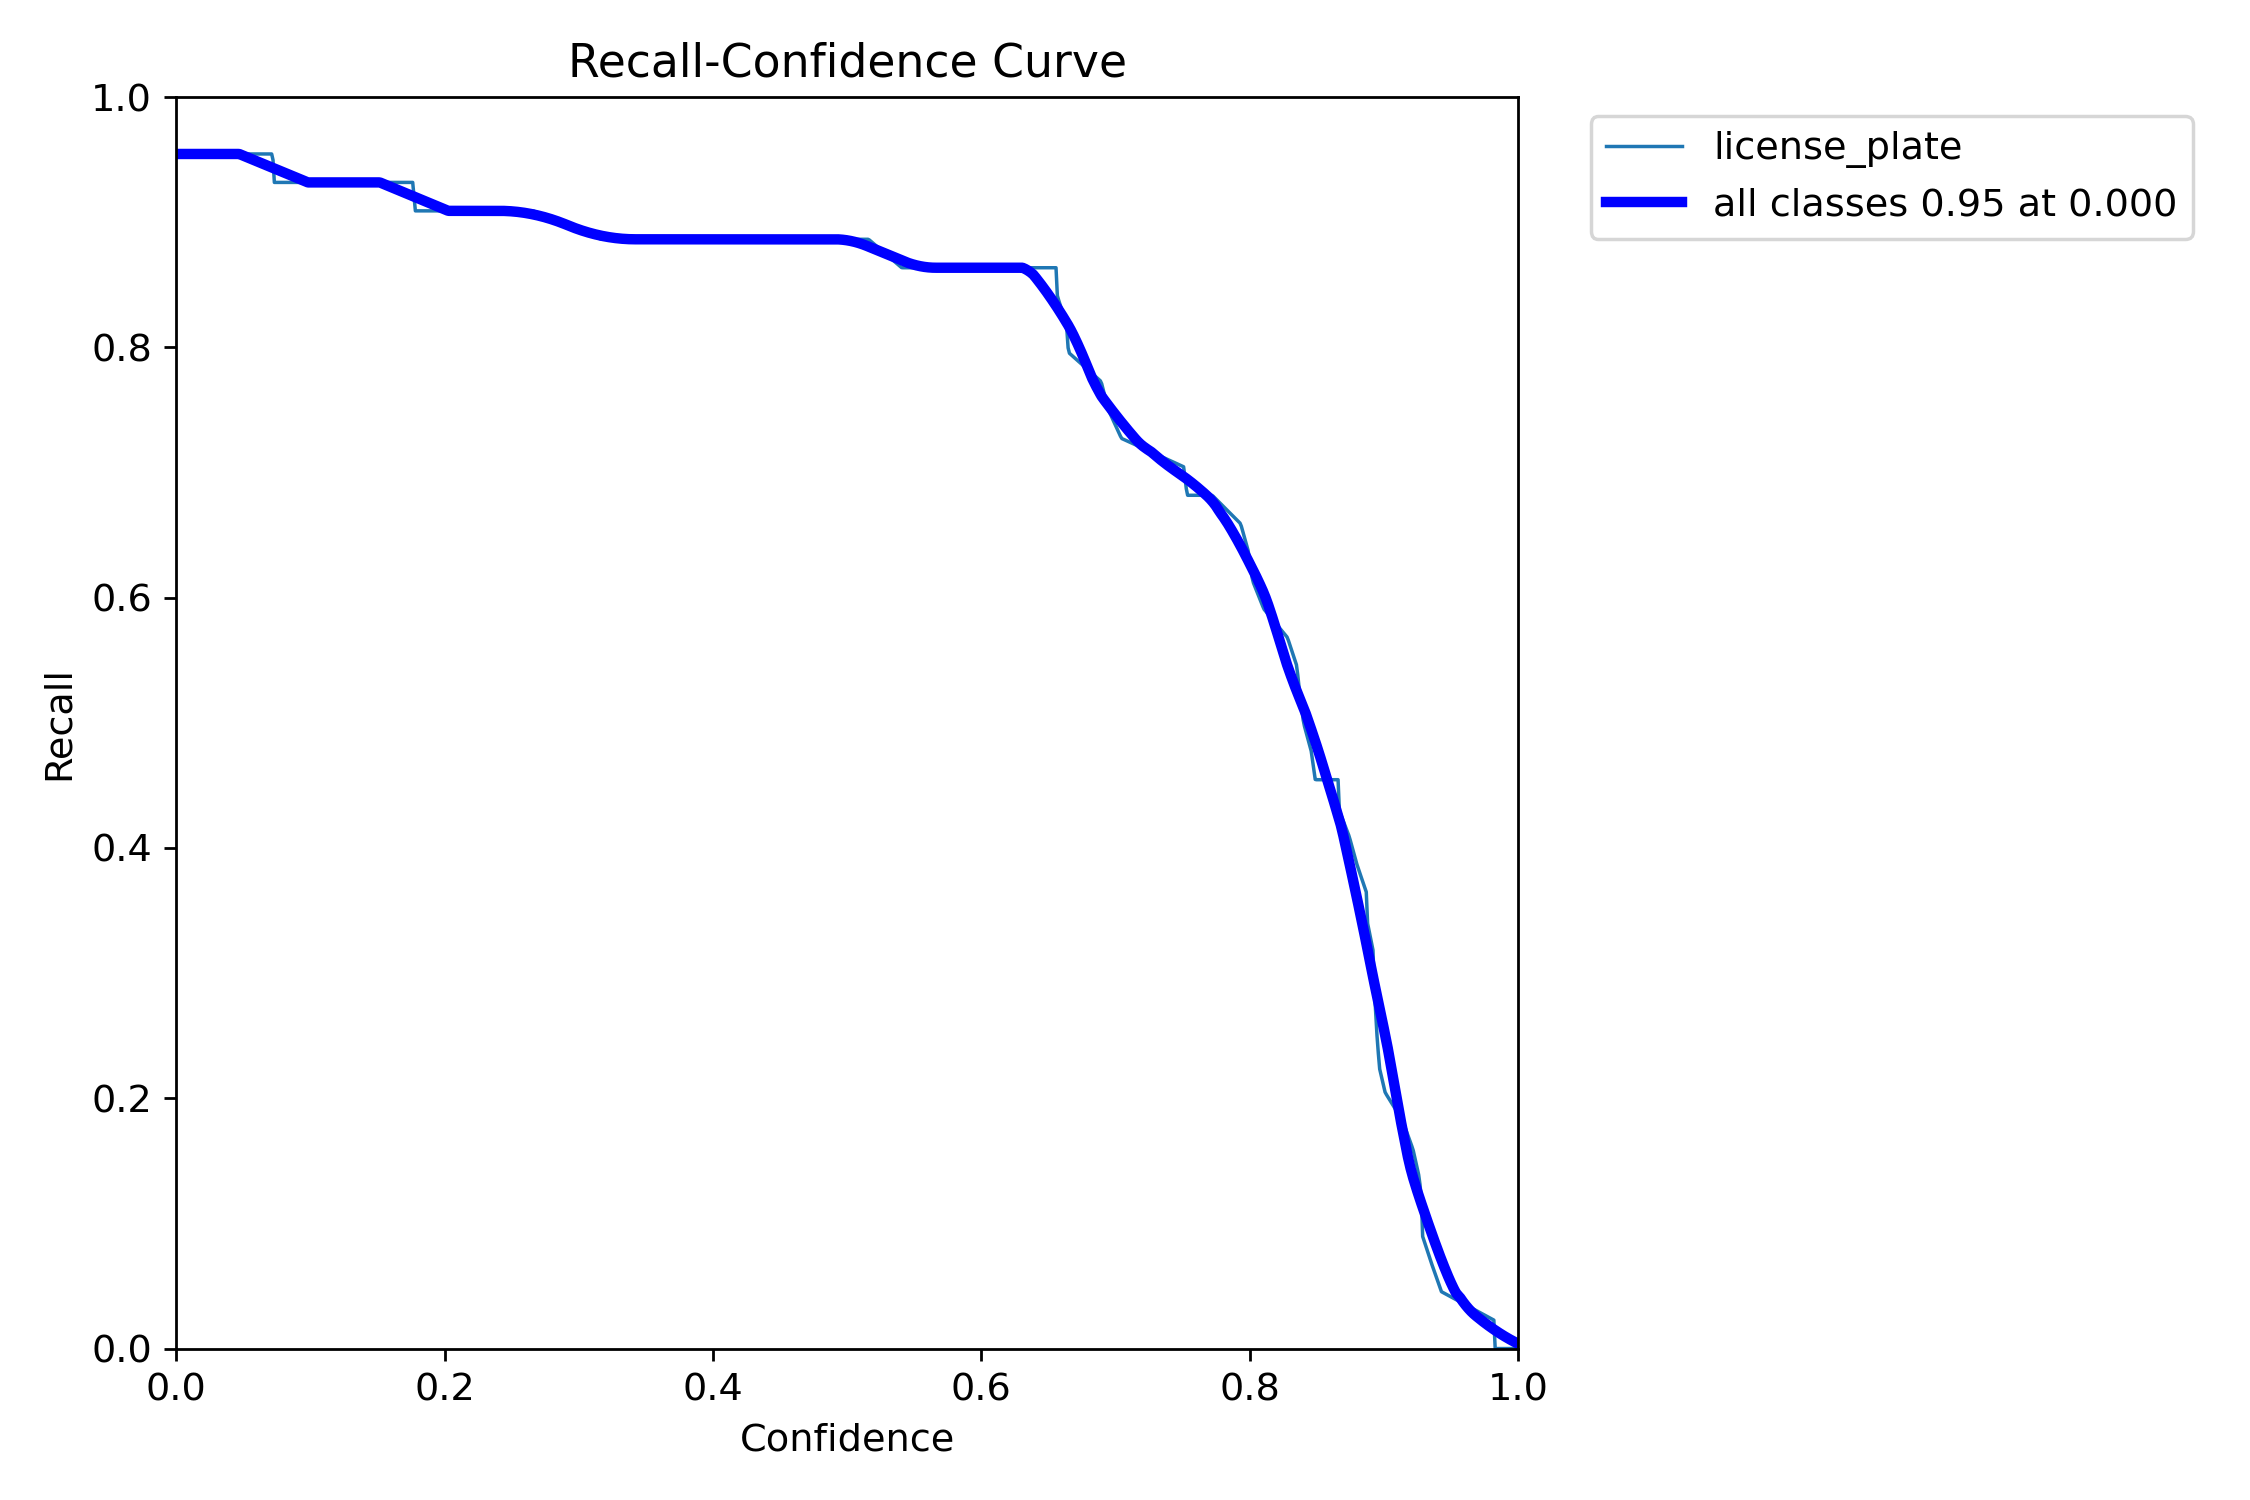 Recall-Confidence Curve
1.0
0.8
0.6
0.4
0.2
0.0
Recall
0.0 0.2 0.4 0.6 0.8 1.0
Confidence
license_plate
all classes 0.95 at 0.000